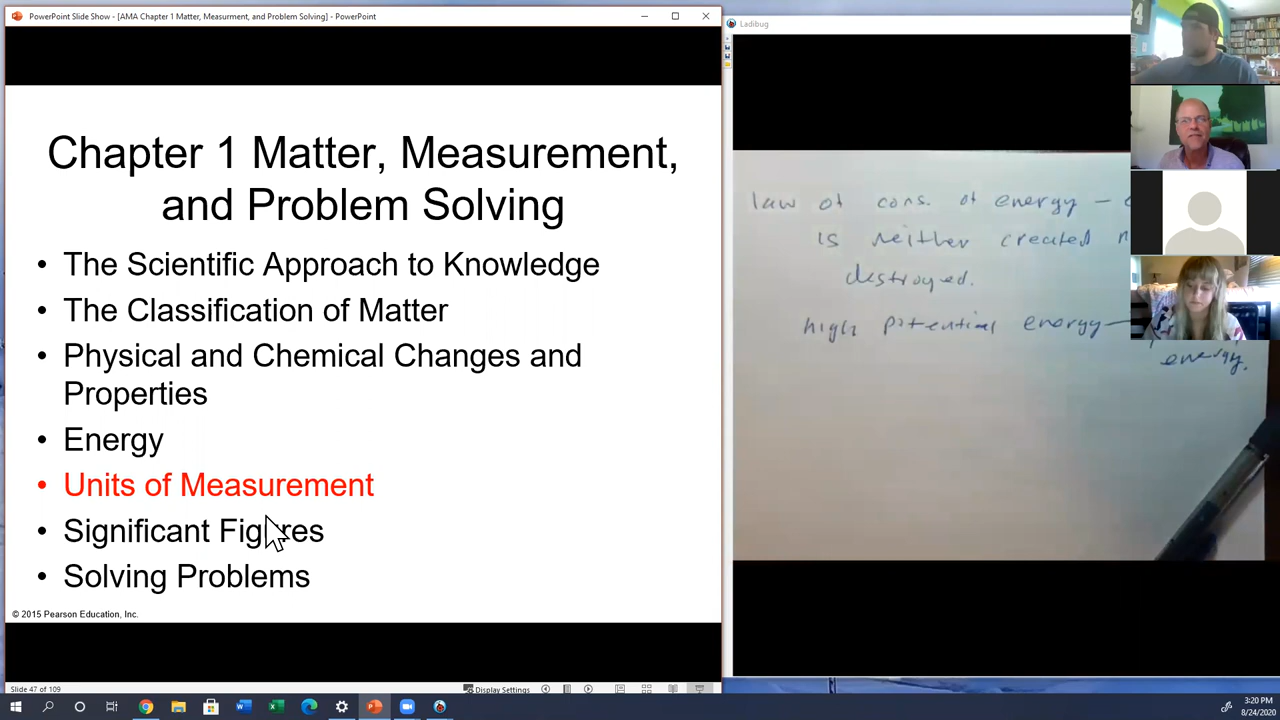 PowerPoint Slide Show - [AMA Chapter 1 Matter, Measurment, and Problem Solving] - PowerPoint
Chapter 1 Matter, Measurement,
and Problem Solving
• The Scientific Approach to Knowledge
• The Classification of Matter
• Physical and Chemical Changes and
Properties
• Energy
• Units of Measurement
• Significant Figures
• Solving Problems
© 2015 Pearson Education, Inc.
Slide 47 of 109
Display Settings
Ladibug
law of cons. of energy –
is neither created
destroyed.
high potential energy –
energy.
3:20 PM
8/24/2020